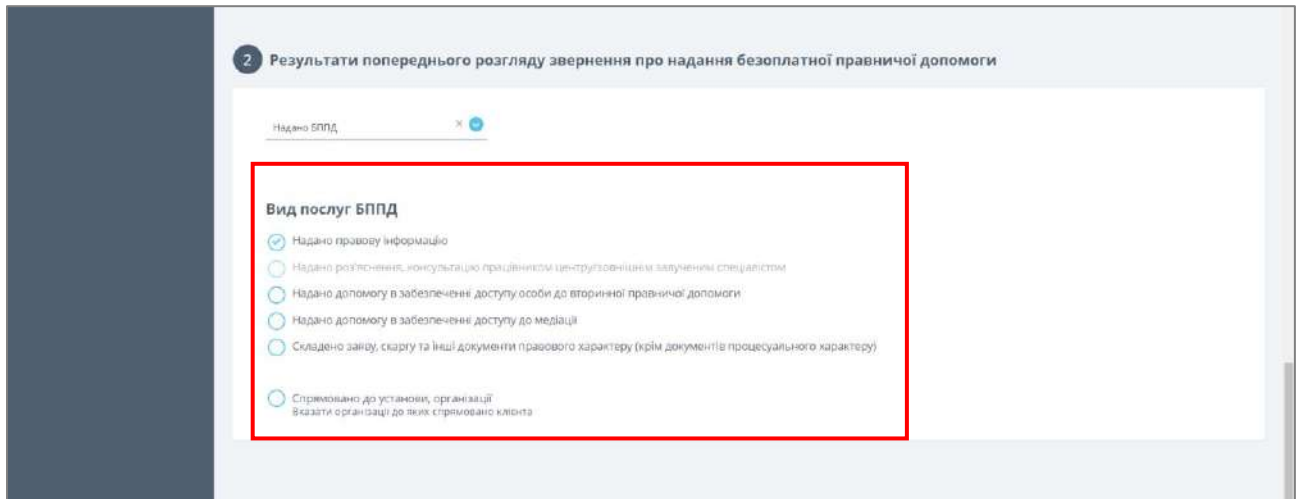 2 Результати попереднього розгляду звернення про надання безоплатної правничої допомоги
Надано БППД
Вид послуг БППД
Надано правову інформацію
Надано роз'яснення, консультацію працівником центру/зовнішнім залученим спеціалістом
Надано допомогу в забезпеченні доступу особи до вторинної правничої допомоги
Надано допомогу в забезпеченні доступу до медіації
Складено заяву, скаргу та інші документи правового характеру (крім документів процесуального характеру)
Спрямовано до установи, організації
Вказати організації до яких спрямовано клієнта